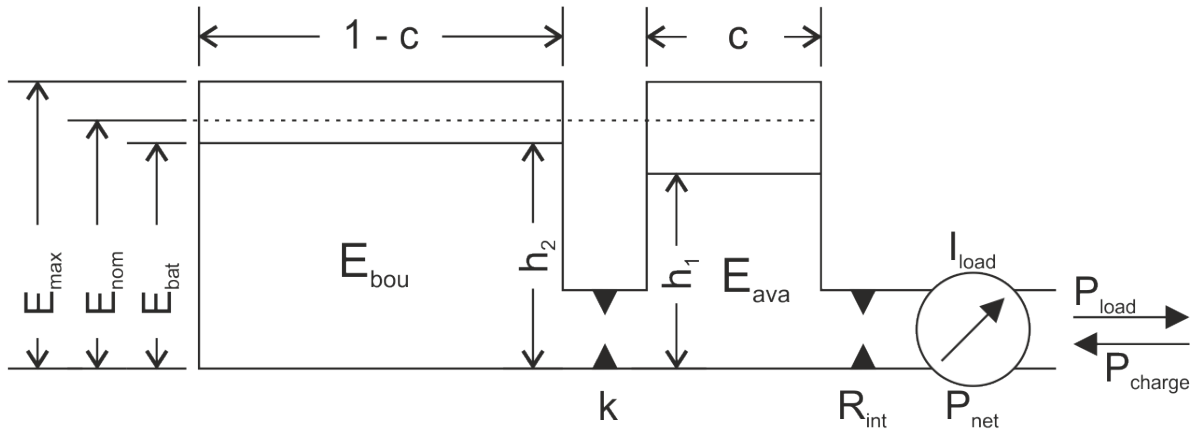 1 - c
c
E_max
E_nom
E_bat
E_bou
h_2
h_1
E_ava
I_load
P_load
P_charge
k
R_int
P_net